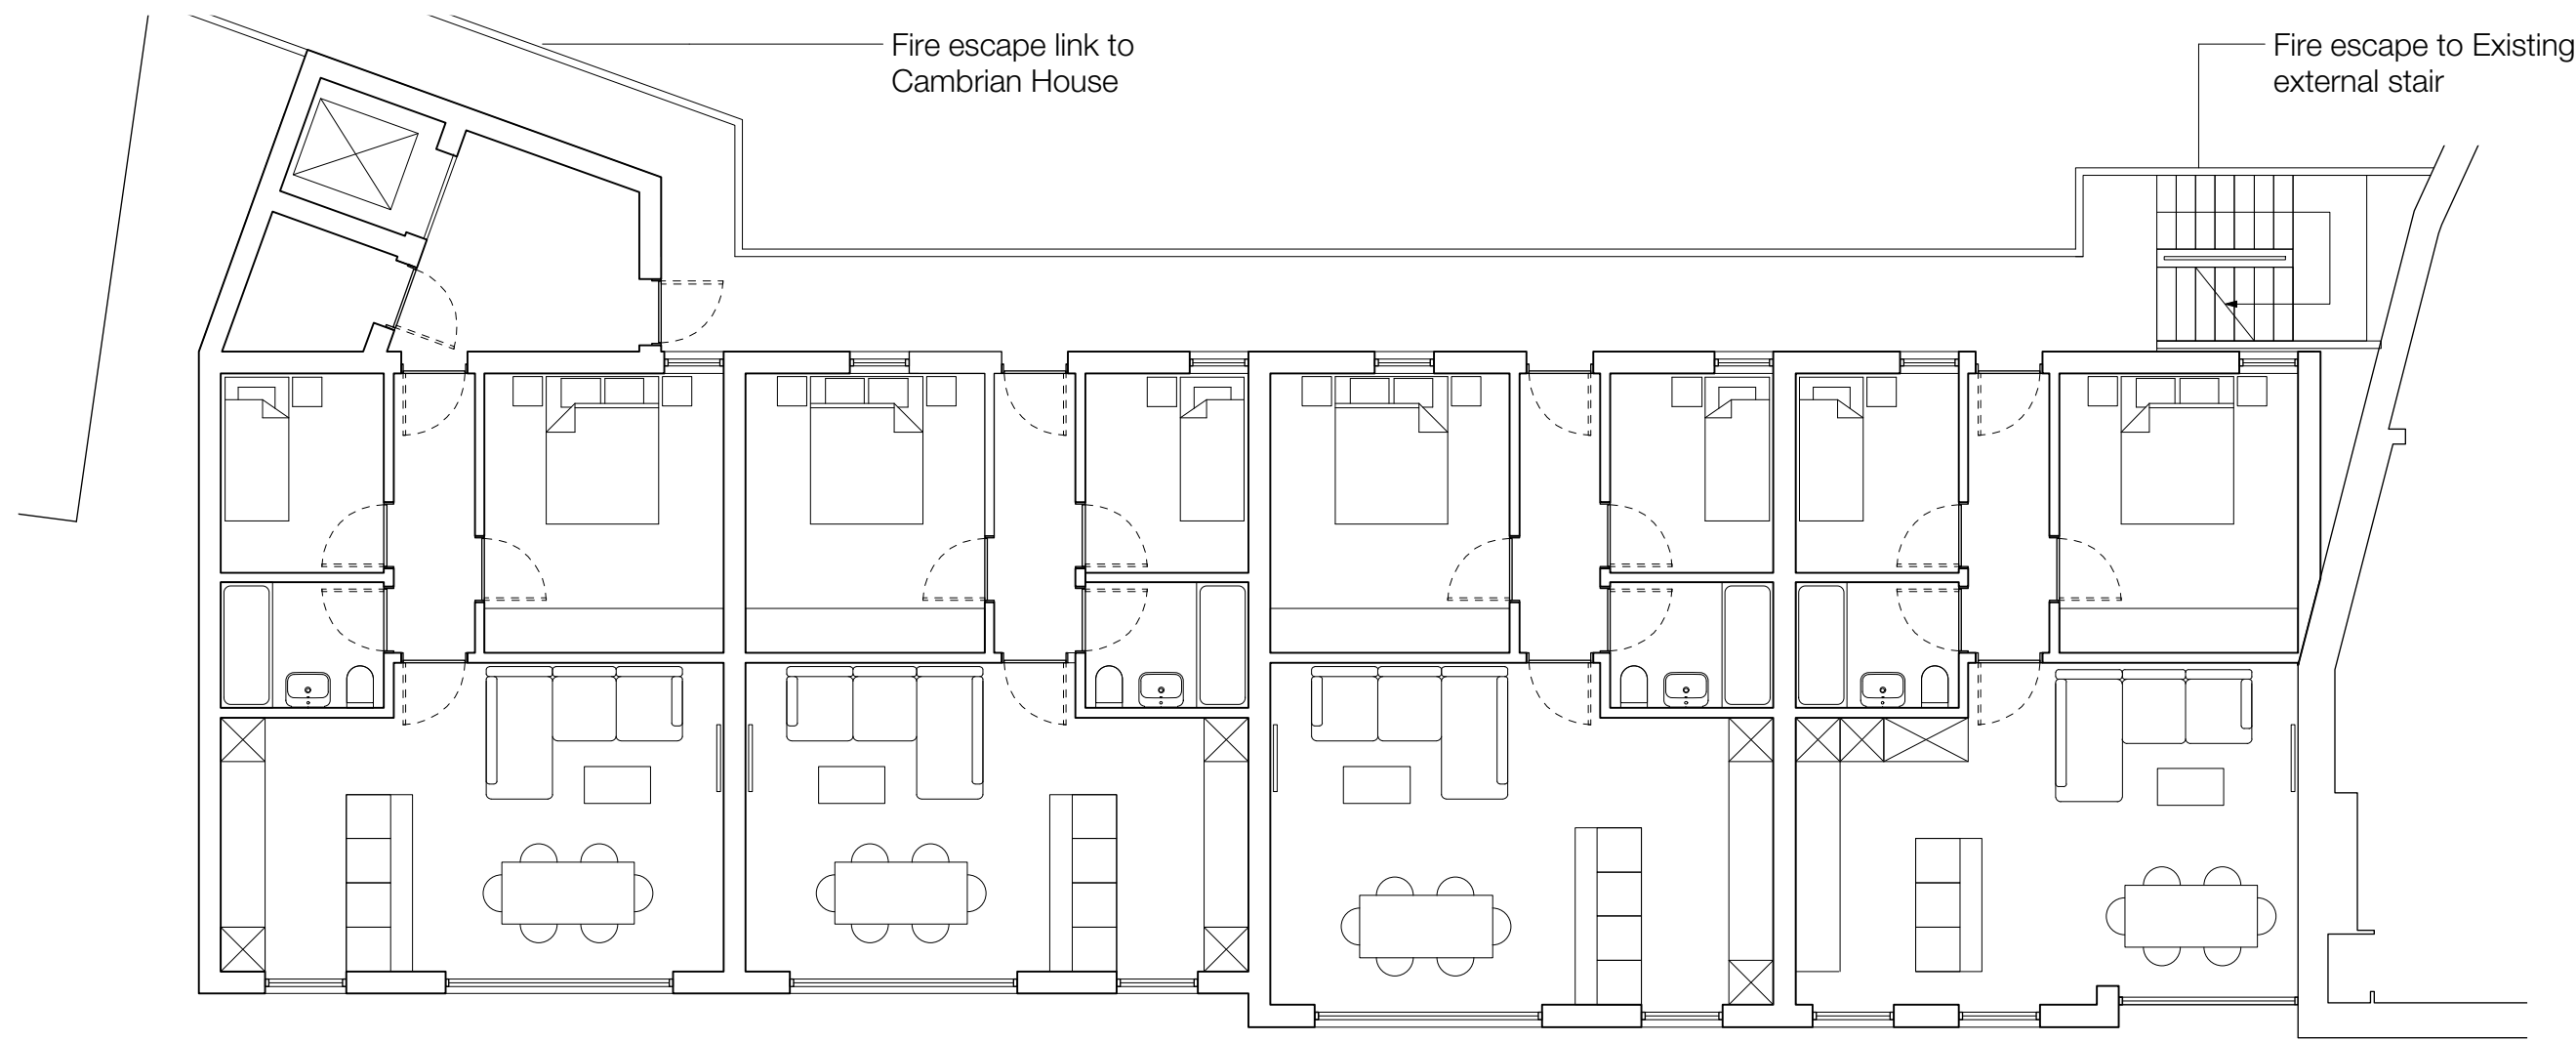 Fire escape link to
Cambrian House
Fire escape to Existing
external stair